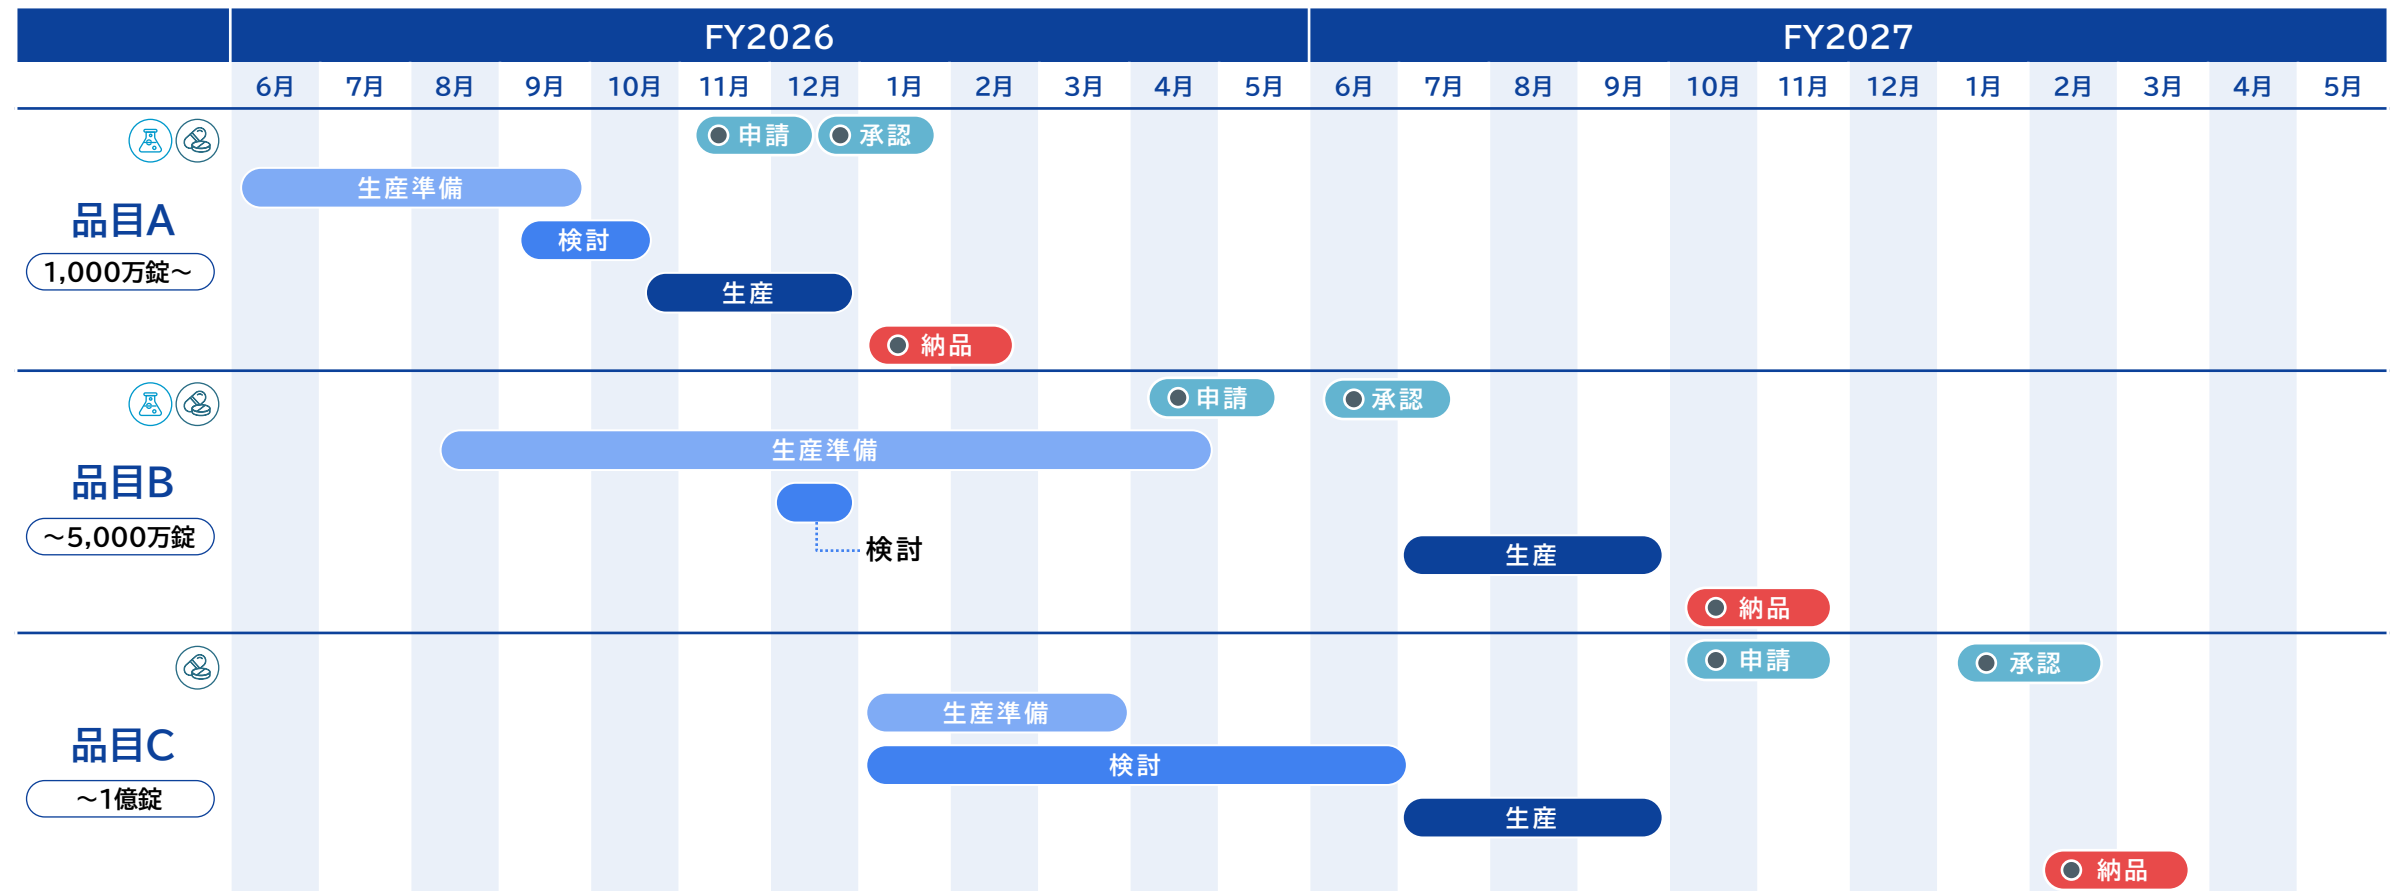 FY2026 FY2027
6月 7月 8月 9月 10月 11月 12月 1月 2月 3月 4月 5月 6月 7月 8月 9月 10月 11月 12月 1月 2月 3月 4月 5月
申請 承認
生産準備
品目A
検討
1,000万錠～
生産
納品
申請 承認
生産準備
品目B
～5,000万錠
検討
生産
納品
申請 承認
生産準備
品目C
検討
～1億錠
生産
納品